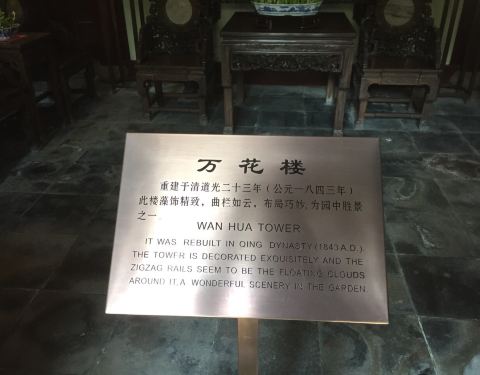 万花楼
重建于清道光二十三年(公元一八四三年)
此楼藻饰精致,曲栏如云,布局巧妙,为园中胜景
之一.
WAN HUA TOWER
IT WAS REBUILT IN QING DYNASTY(1843 A.D.).
THE TOWER IS DECORATED EXQUISITELY AND THE
ZIGZAG RAILS SEEM TO BE THE FLOATING CLOUDS
AROUND IT.A WONDERFUL SCENERY IN THE GARDEN.